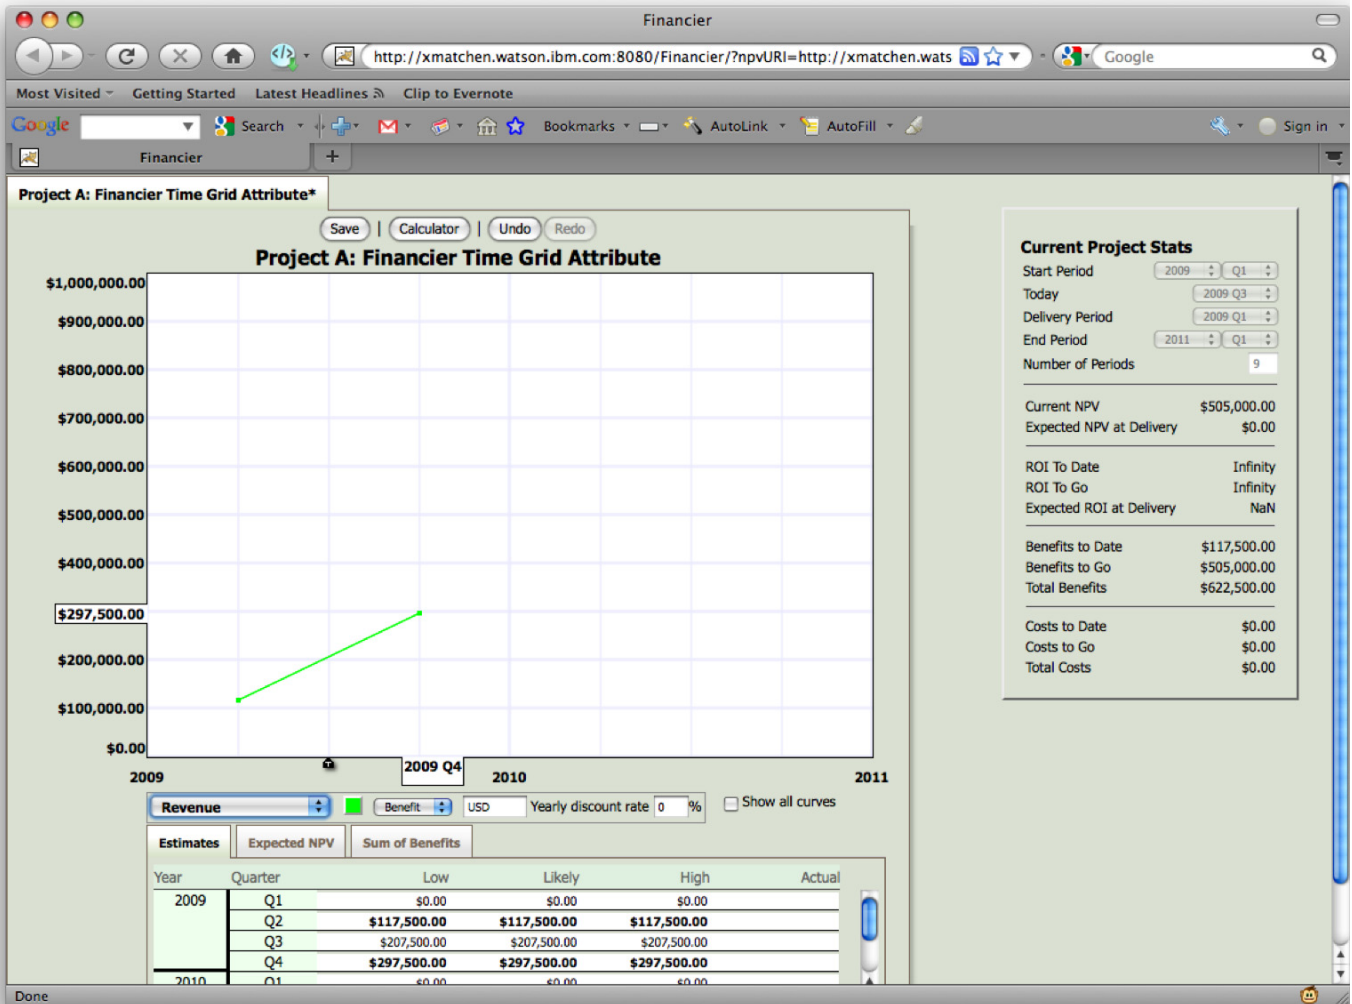 Financier
http://xmatchen.watson.ibm.com:8080/Financier/?npvURI=http://xmatchen.wats
Google
Most Visited Getting Started Latest Headlines Clip to Evernote
Google Search Bookmarks AutoLink AutoFill Sign in
Financier +
Project A: Financier Time Grid Attribute*
Save | Calculator | Undo Redo
Project A: Financier Time Grid Attribute
$1,000,000.00
$900,000.00
$800,000.00
$700,000.00
$600,000.00
$500,000.00
$400,000.00
$297,500.00
$200,000.00
$100,000.00
$0.00
2009 2009 Q4 2010 2011
Revenue Benefit USD Yearly discount rate 0 % Show all curves
Estimates Expected NPV Sum of Benefits
Year Quarter Low Likely High Actual
2009 Q1 $0.00 $0.00 $0.00
Q2 $117,500.00 $117,500.00 $117,500.00
Q3 $207,500.00 $207,500.00 $207,500.00
Q4 $297,500.00 $297,500.00 $297,500.00
2010 Q1 $0.00 $0.00 $0.00
Current Project Stats
Start Period 2009 Q1
Today 2009 Q3
Delivery Period 2009 Q1
End Period 2011 Q1
Number of Periods 9
Current NPV $505,000.00
Expected NPV at Delivery $0.00
ROI To Date Infinity
ROI To Go Infinity
Expected ROI at Delivery NaN
Benefits to Date $117,500.00
Benefits to Go $505,000.00
Total Benefits $622,500.00
Costs to Date $0.00
Costs to Go $0.00
Total Costs $0.00
Done